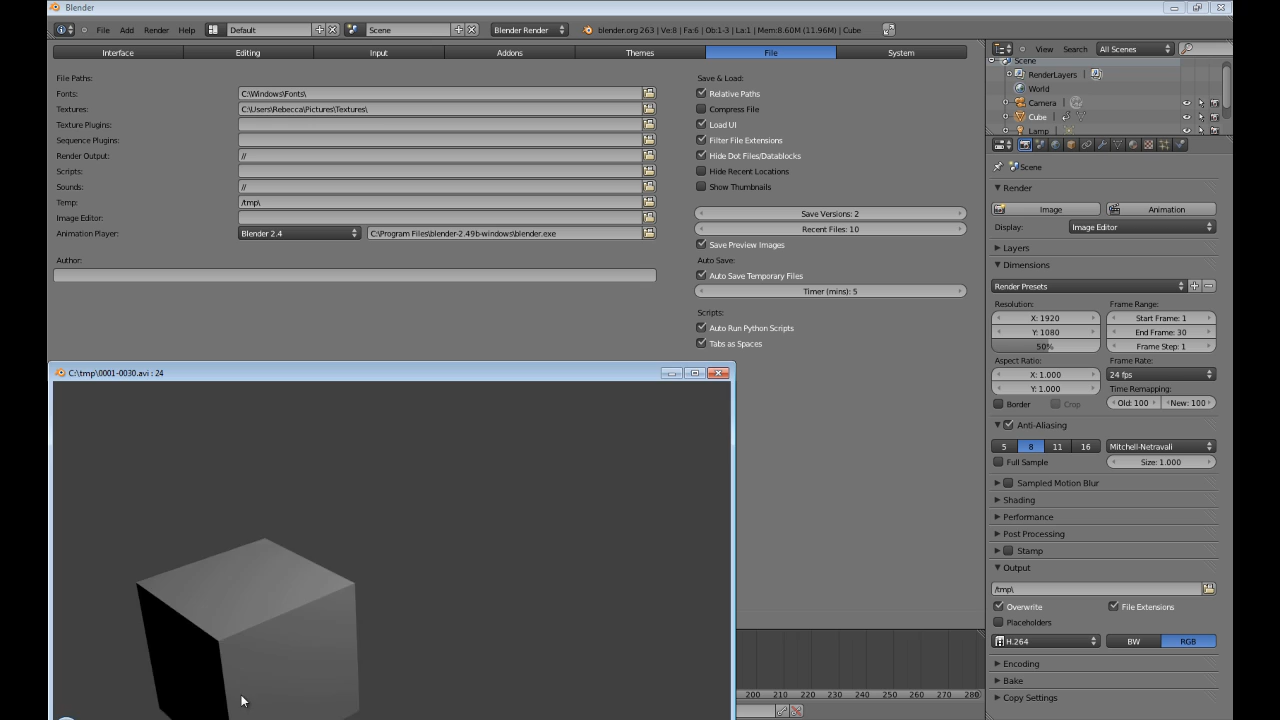 Blender
File Add Render Help Default Scene Blender Render blender.org 263 | Ve:8 | Fa:6 | Ob:1-3 | La:1 | Mem:8.60M (11.96M) | Cube
View Search All Scenes
Interface Editing Input Addons Themes File System
Scene
RenderLayers
World
Camera
Cube
Lamp
File Paths:
Fonts: C:\Windows\Fonts\
Textures: C:\Users\Rebecca\Pictures\Textures\
Texture Plugins:
Sequence Plugins:
Render Output: //
Scripts:
Sounds: //
Temp: /tmp\
Image Editor:
Animation Player: Blender 2.4 C:\Program Files\blender-2.49b-windows\blender.exe
Author:
Save & Load:
Relative Paths
Compress File
Load UI
Filter File Extensions
Hide Dot Files/Datablocks
Hide Recent Locations
Show Thumbnails
Save Versions: 2
Recent Files: 10
Save Preview Images
Auto Save:
Auto Save Temporary Files
Timer (mins): 5
Scripts:
Auto Run Python Scripts
Tabs as Spaces
C:\tmp\0001-0030.avi : 24
200 220 240 260 280
Scene
Render
Image Animation
Display: Image Editor
Layers
Dimensions
Render Presets
Resolution: Frame Range:
X: 1920 Start Frame: 1
Y: 1080 End Frame: 30
50% Frame Step: 1
Aspect Ratio: Frame Rate:
X: 1.000 24 fps
Y: 1.000 Time Remapping:
Border Crop Old: 100 New: 100
Anti-Aliasing
5 8 11 16 Mitchell-Netravali
Full Sample Size: 1.000
Sampled Motion Blur
Shading
Performance
Post Processing
Stamp
Output
/tmp\
Overwrite File Extensions
Placeholders
H.264 BW RGB
Encoding
Bake
Copy Settings